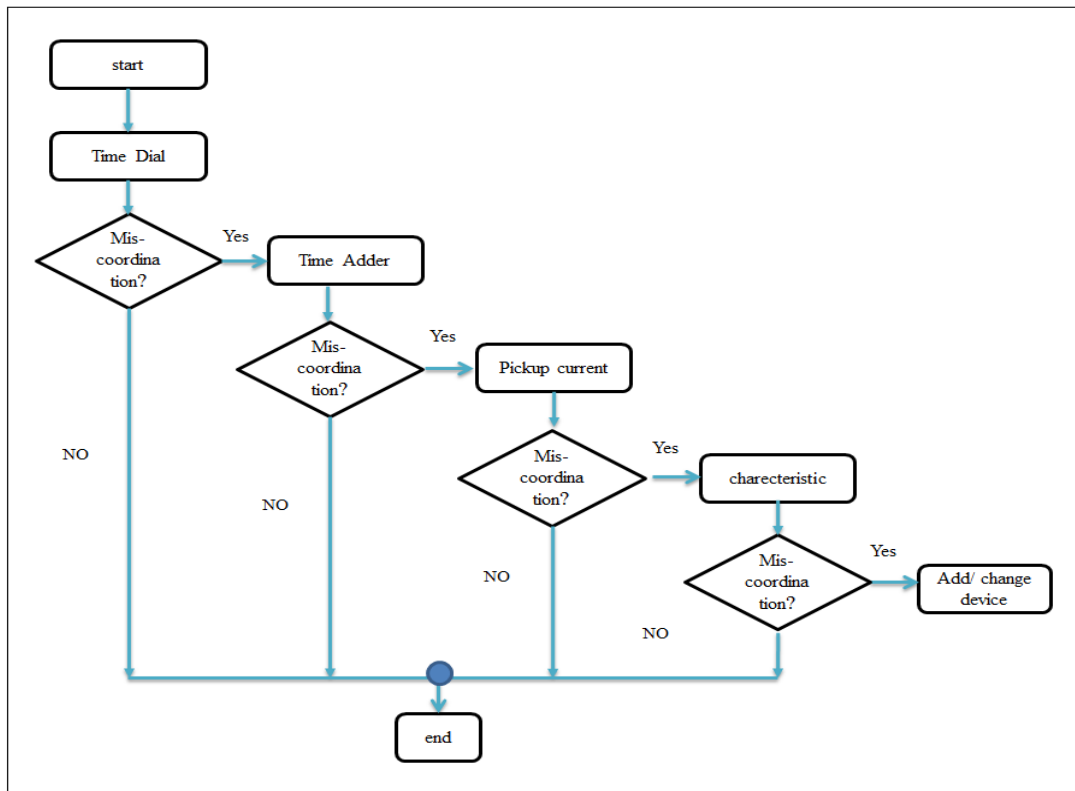 start
Time Dial
Mis-
coordina
tion?
Yes
Time Adder
Mis-
coordina
tion?
Yes
Pickup current
NO
Mis-
coordina
tion?
Yes
charecteristic
NO
Mis-
coordina
tion?
Yes
Add/ change
device
NO
NO
end